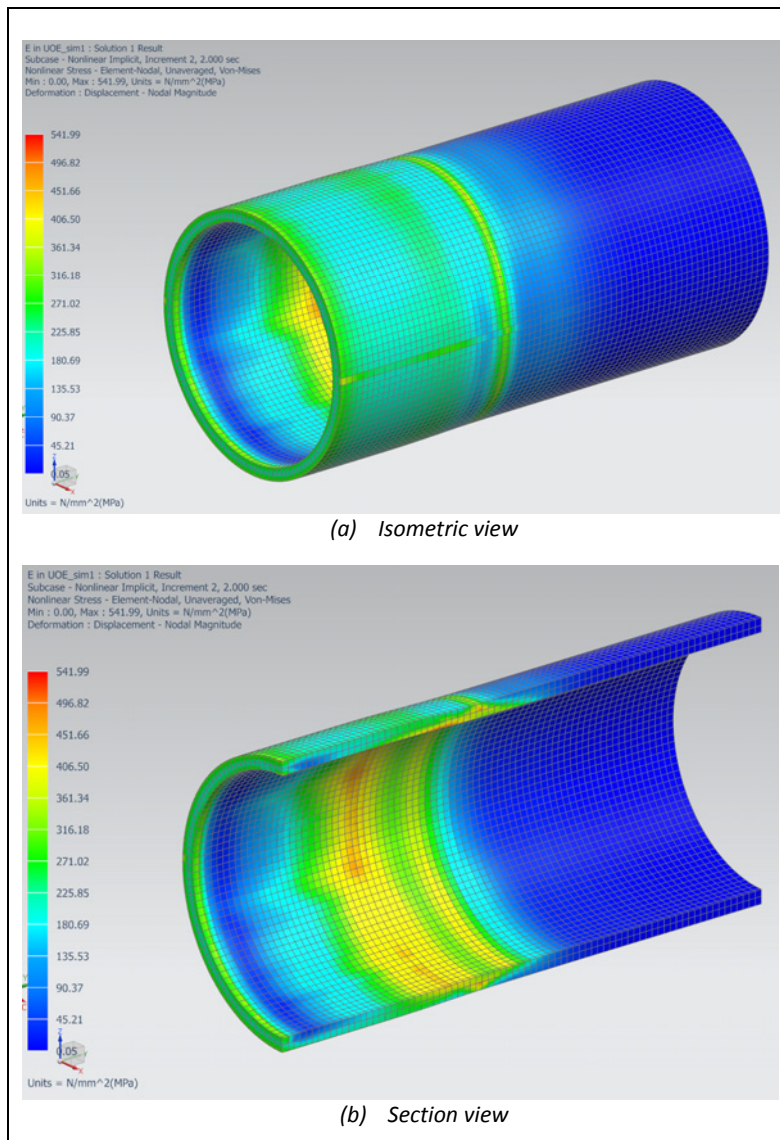 E in UOE_sim1 : Solution 1 Result
Subcase - Nonlinear Implicit, Increment 2, 2.000 sec
Nonlinear Stress - Element-Nodal, Unaveraged, Von-Mises
Min : 0.00, Max : 541.99, Units = N/mm^2(MPa)
Deformation : Displacement - Nodal Magnitude
541.99
496.82
451.66
406.50
361.34
316.18
271.02
225.85
180.69
135.53
90.37
45.21
0.05
Z
X
Units = N/mm^2(MPa)
(a) Isometric view
E in UOE_sim1 : Solution 1 Result
Subcase - Nonlinear Implicit, Increment 2, 2.000 sec
Nonlinear Stress - Element-Nodal, Unaveraged, Von-Mises
Min : 0.00, Max : 541.99, Units = N/mm^2(MPa)
Deformation : Displacement - Nodal Magnitude
541.99
496.82
451.66
406.50
361.34
316.18
271.02
225.85
180.69
135.53
90.37
45.21
0.05
Z
X
Units = N/mm^2(MPa)
(b) Section view